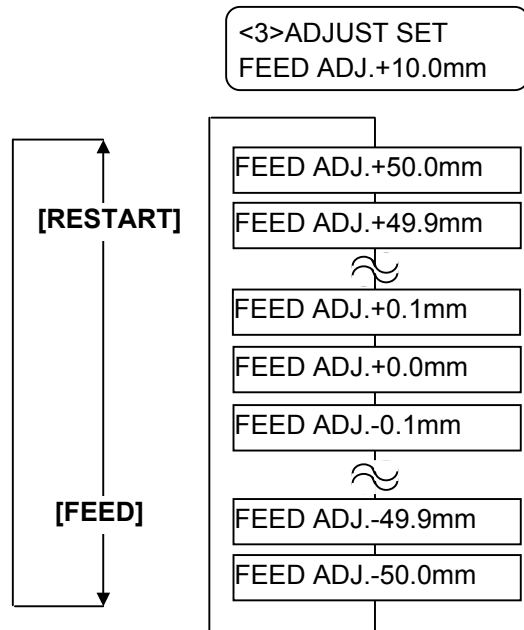 <3>ADJUST SET
FEED ADJ.+10.0mm
FEED ADJ.+50.0mm
[RESTART]
FEED ADJ.+49.9mm
FEED ADJ.+0.1mm
FEED ADJ.+0.0mm
FEED ADJ.-0.1mm
[FEED]
FEED ADJ.-49.9mm
FEED ADJ.-50.0mm